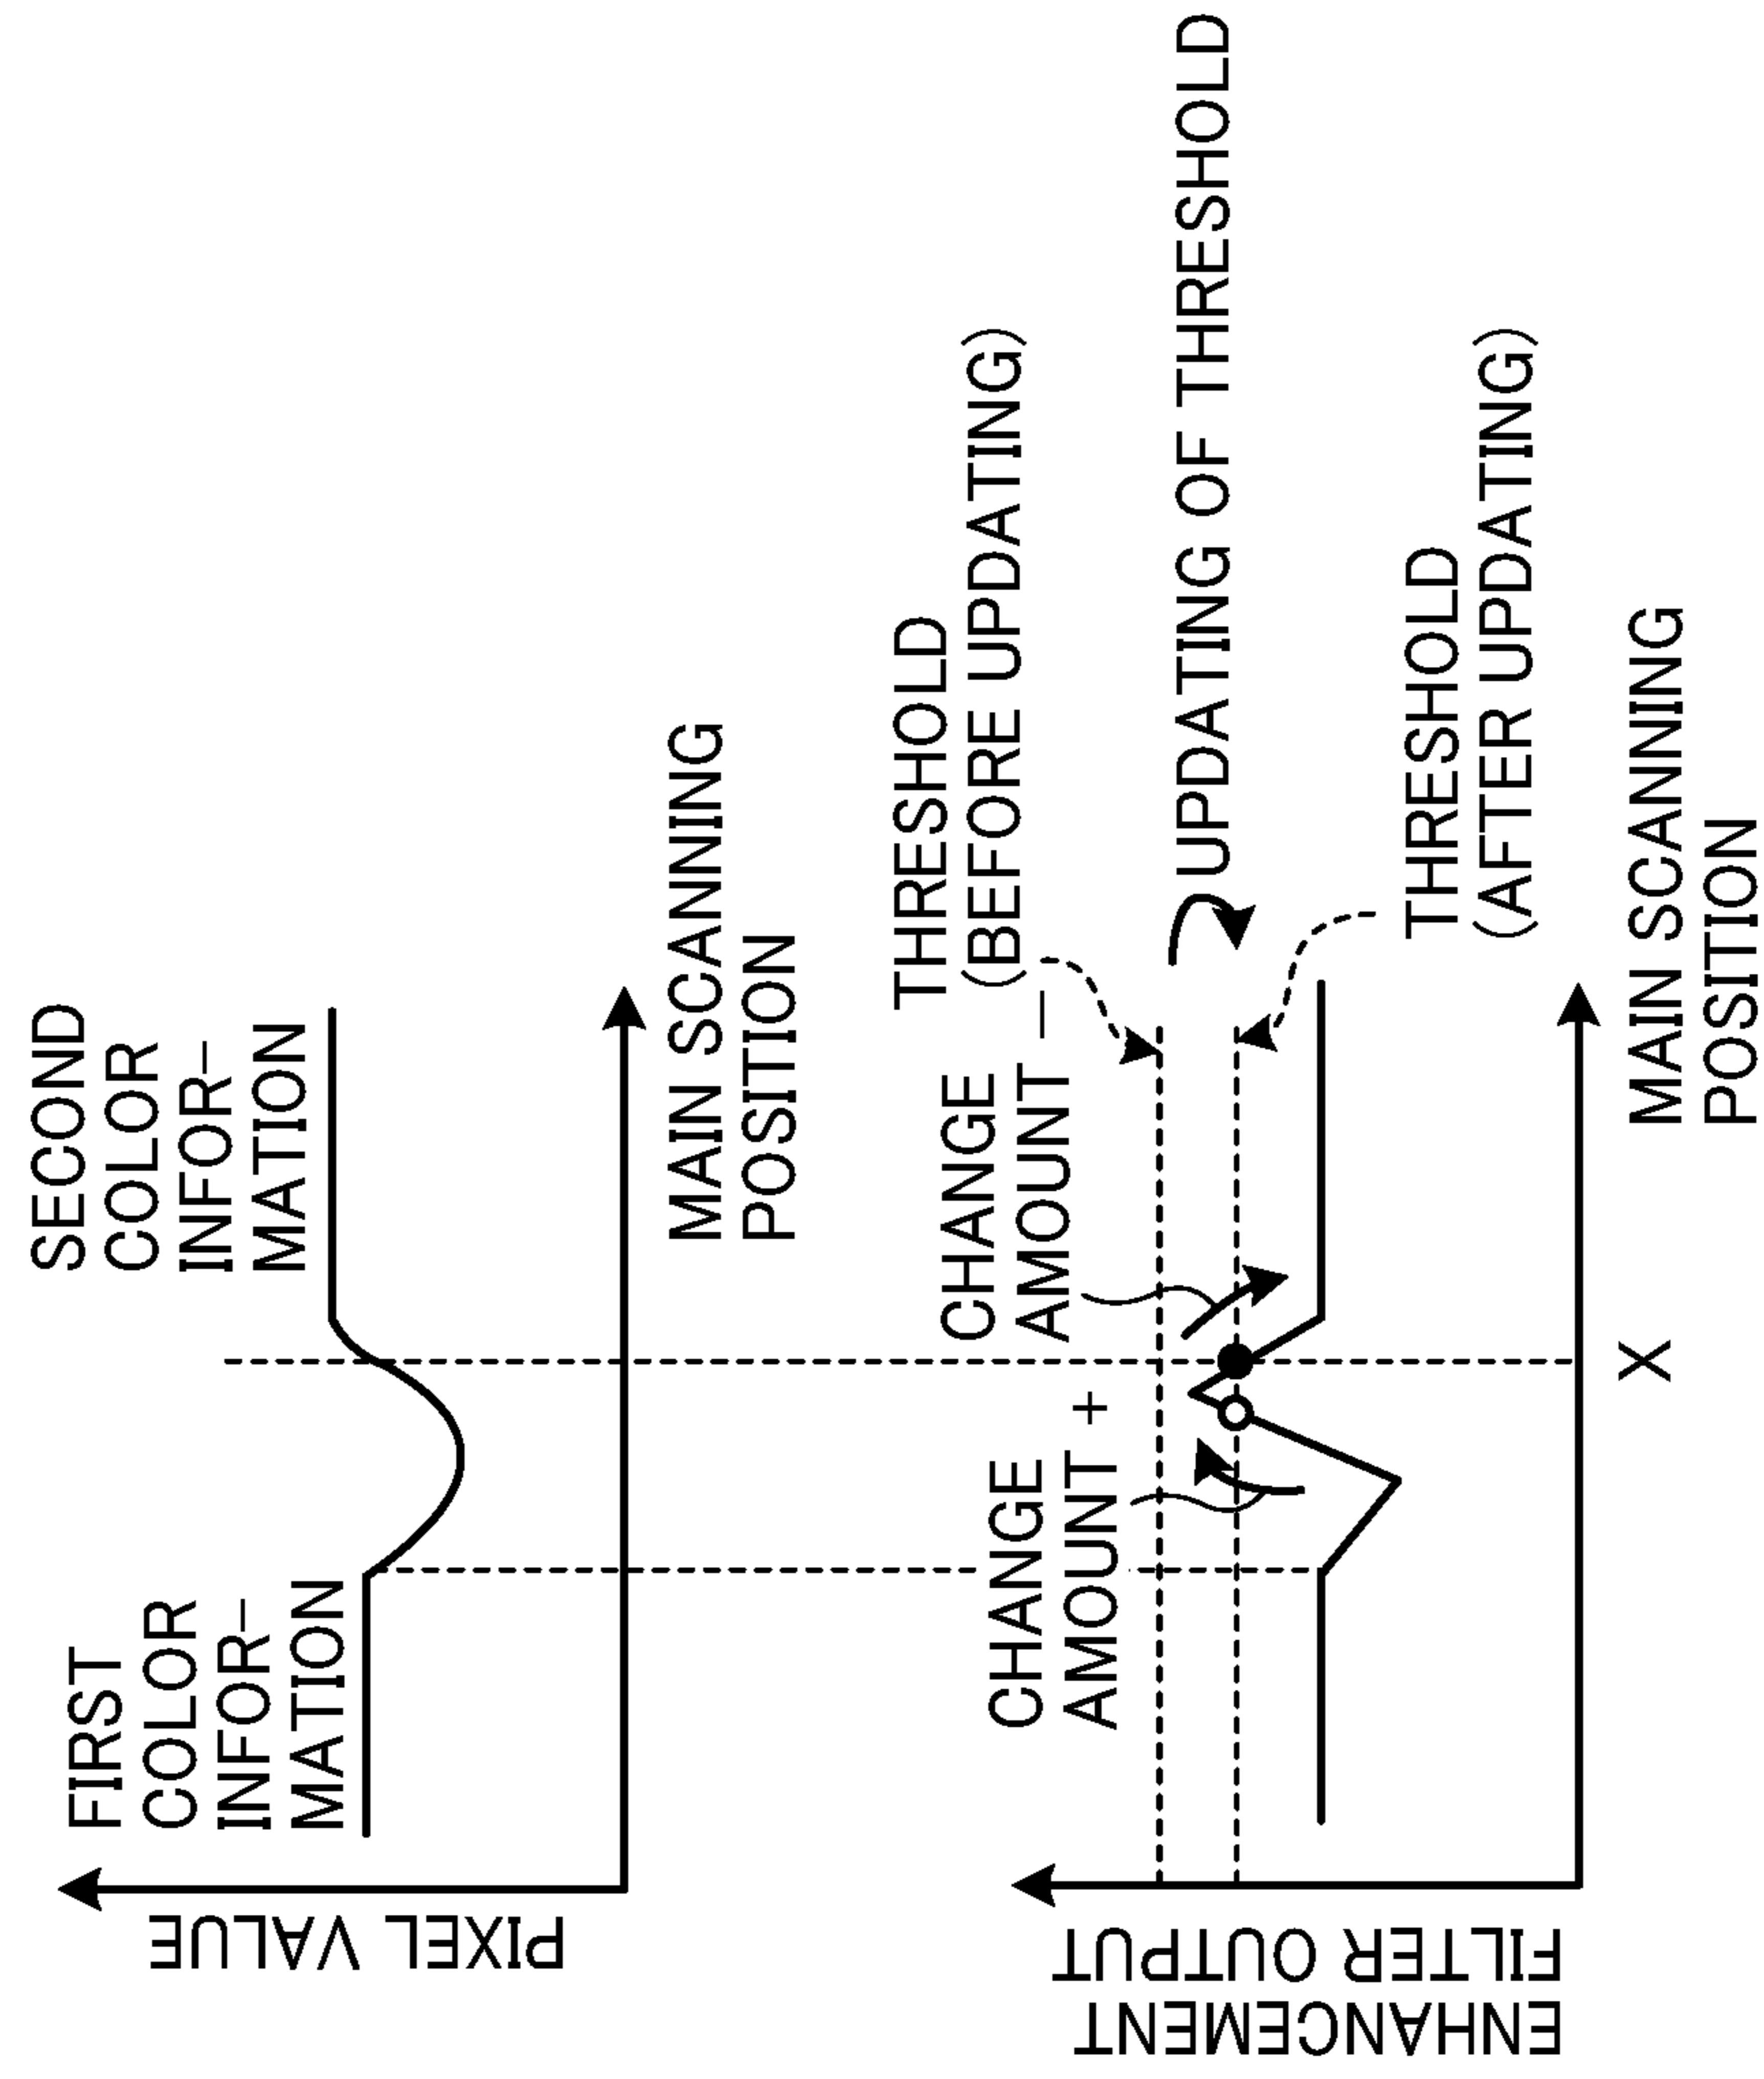 FIRST
COLOR
INFOR-
MATION
SECOND
COLOR
INFOR-
MATION
PIXEL VALUE
MAIN SCANNING
POSITION
THRESHOLD
(BEFORE UPDATING)
CHANGE
AMOUNT -
CHANGE
AMOUNT +
UPDATING OF THRESHOLD
THRESHOLD
(AFTER UPDATING)
ENHANCEMENT
FILTER OUTPUT
X
MAIN SCANNING
POSITION